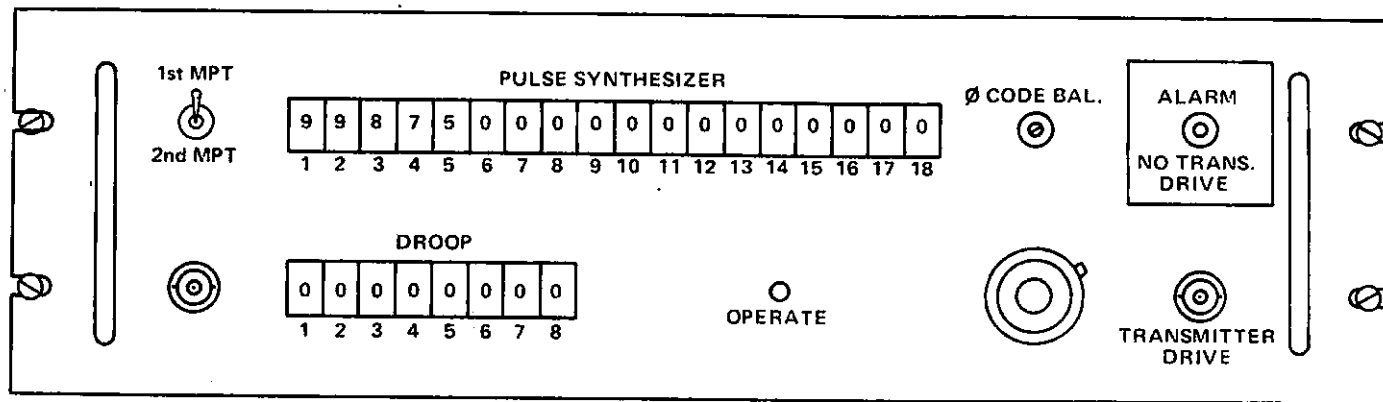 1st MPT
2nd MPT
PULSE SYNTHESIZER
9 9 8 7 5 0 0 0 0 0 0 0 0 0 0 0 0 0
1 2 3 4 5 6 7 8 9 10 11 12 13 14 15 16 17 18
Ø CODE BAL.
ALARM
NO TRANS.
DRIVE
DROOP
0 0 0 0 0 0 0 0
1 2 3 4 5 6 7 8
OPERATE
TRANSMITTER
DRIVE